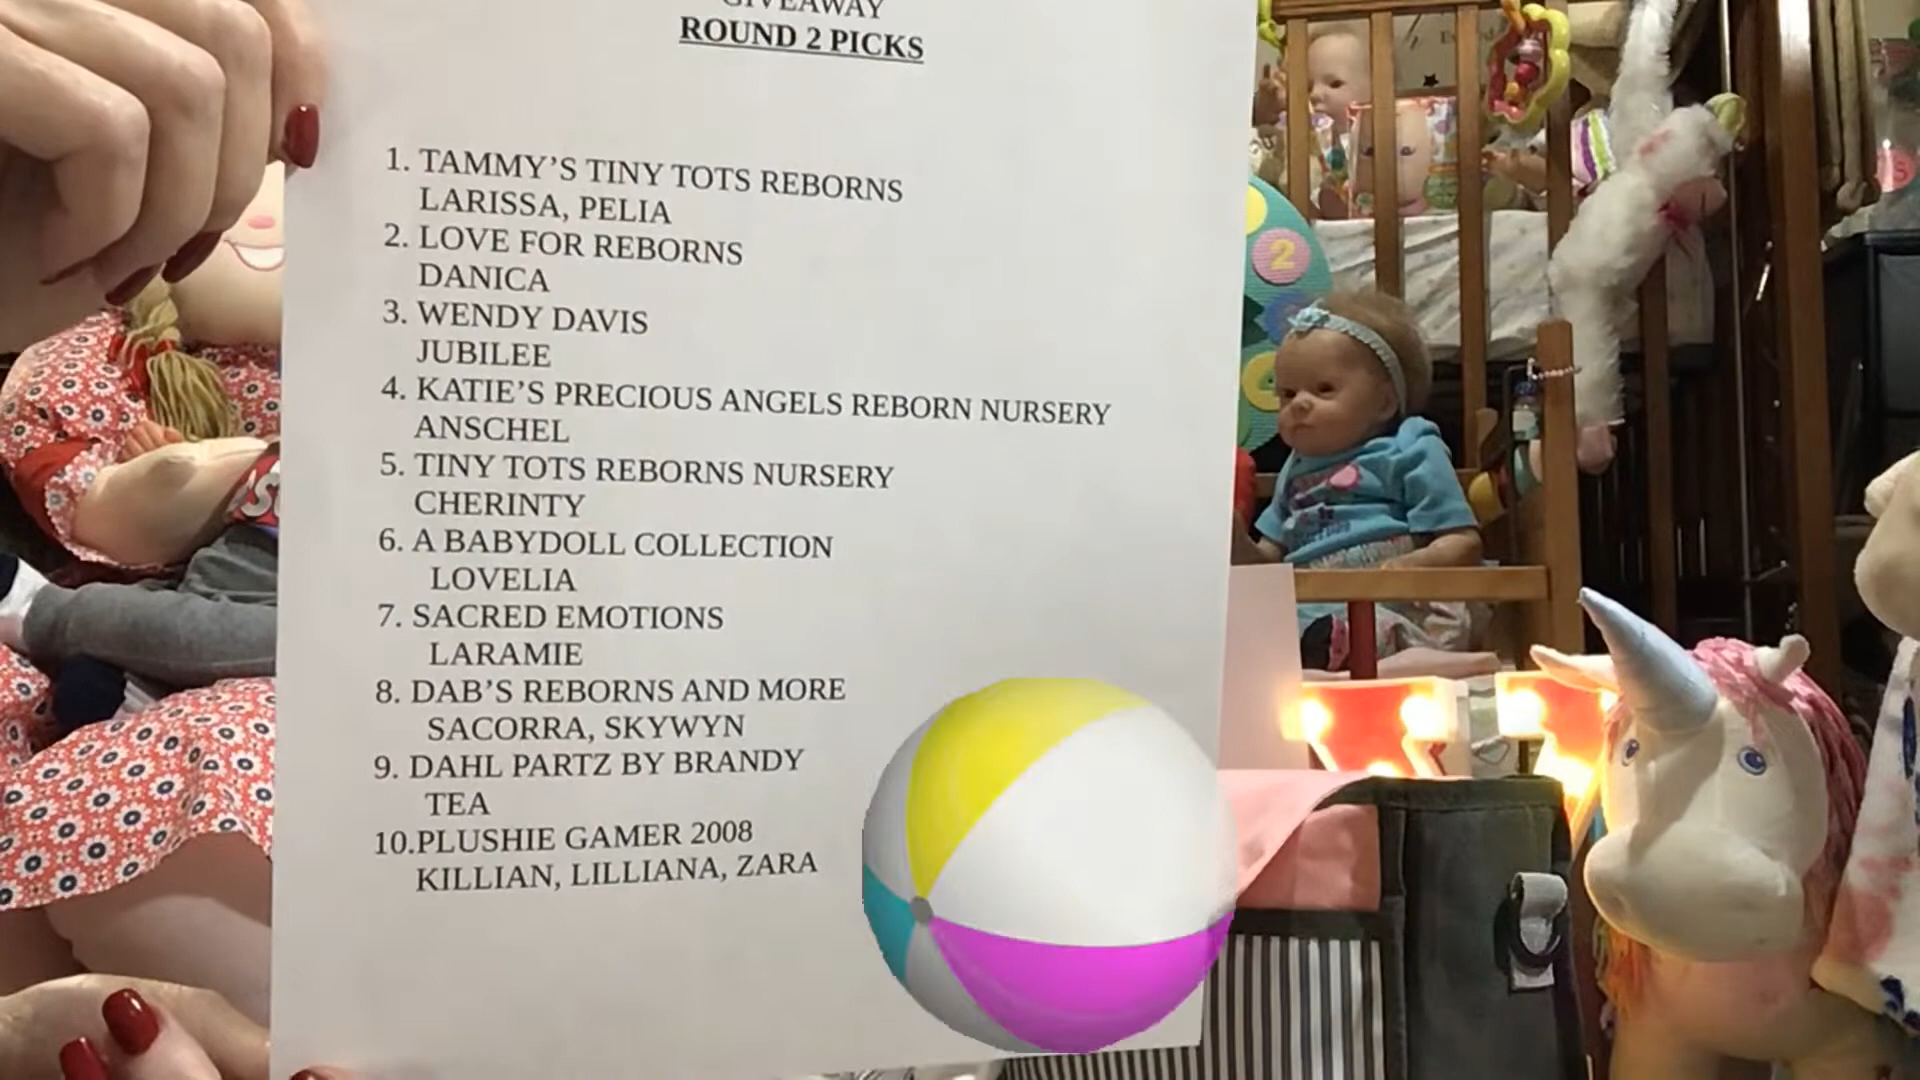 GIVEAWAY
ROUND 2 PICKS
1. TAMMY'S TINY TOTS REBORNS
LARISSA, PELIA
2. LOVE FOR REBORNS
DANICA
3. WENDY DAVIS
JUBILEE
4. KATIE'S PRECIOUS ANGELS REBORN NURSERY
ANSCHEL
5. TINY TOTS REBORNS NURSERY
CHERINTY
6. A BABYDOLL COLLECTION
LOVELIA
7. SACRED EMOTIONS
LARAMIE
8. DAB'S REBORNS AND MORE
SACORRA, SKYWYN
9. DAHL PARTZ BY BRANDY
TEA
10.PLUSHIE GAMER 2008
KILLIAN, LILLIANA, ZARA
2